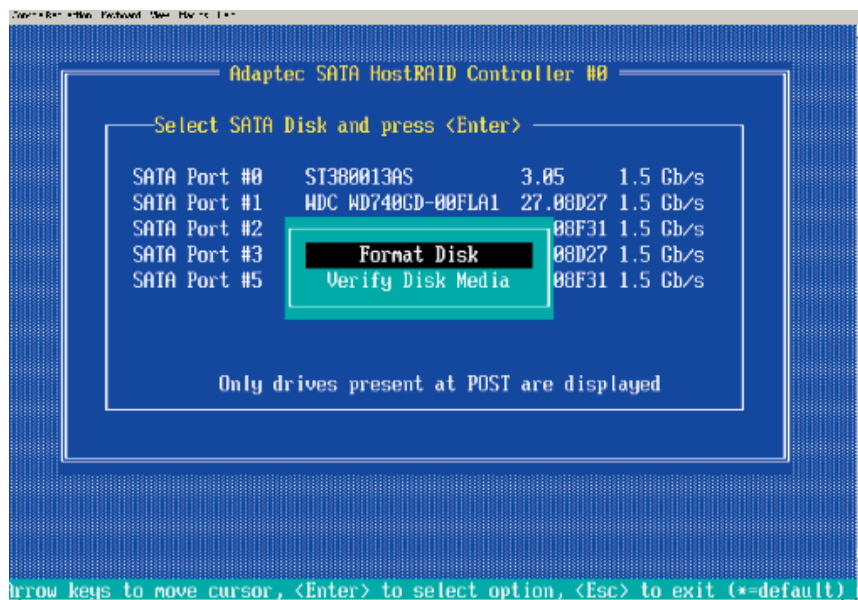 Adaptec SATA HostRAID Controller #0
Select SATA Disk and press <Enter>
SATA Port #0 ST380013AS 3.05 1.5 Gb/s
SATA Port #1 WDC WD740GD-00FLA1 27.08D27 1.5 Gb/s
SATA Port #2 08F31 1.5 Gb/s
SATA Port #3 08D27 1.5 Gb/s
SATA Port #5 08F31 1.5 Gb/s
Format Disk
Verify Disk Media
Only drives present at POST are displayed
Arrow keys to move cursor, <Enter> to select option, <Esc> to exit (*=default)